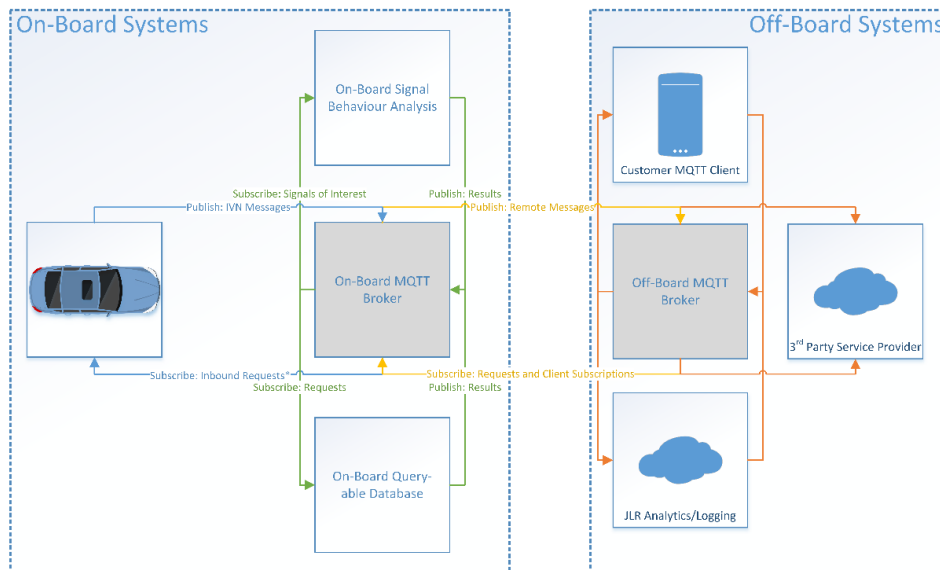 On-Board Systems
Off-Board Systems
On-Board Signal
Behaviour Analysis
Customer MQTT Client
Subscribe: Signals of Interest
Publish: Results
Publish: IVN Messages
Publish: Remote Messages
On-Board MQTT
Broker
Off-Board MQTT
Broker
3rd Party Service Provider
Subscribe: Inbound Requests*
Subscribe: Requests and Client Subscriptions
Subscribe: Requests
Publish: Results
On-Board Query-
able Database
JLR Analytics/Logging